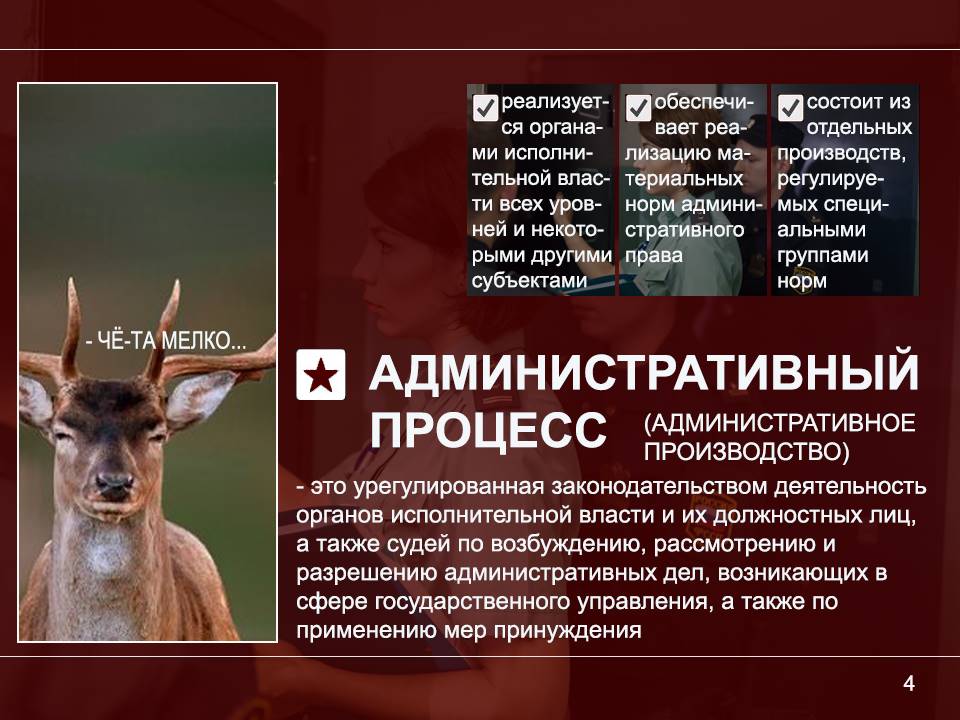 реализует-
ся органа-
ми исполни-
тельной влас-
ти всех уров-
ней и некото-
рыми другими
субъектами
обеспечи-
вает реа-
лизацию ма-
териальных
норм админи-
стративного
права
состоит из
отдельных
производств,
регулируе-
мых специ-
альными
группами
норм
- ЧЁ-ТА МЕЛКО...
АДМИНИСТРАТИВНЫЙ
ПРОЦЕСС
(АДМИНИСТРАТИВНОЕ
ПРОИЗВОДСТВО)
- это урегулированная законодательством деятельность
органов исполнительной власти и их должностных лиц,
а также судей по возбуждению, рассмотрению и
разрешению административных дел, возникающих в
сфере государственного управления, а также по
применению мер принуждения
4